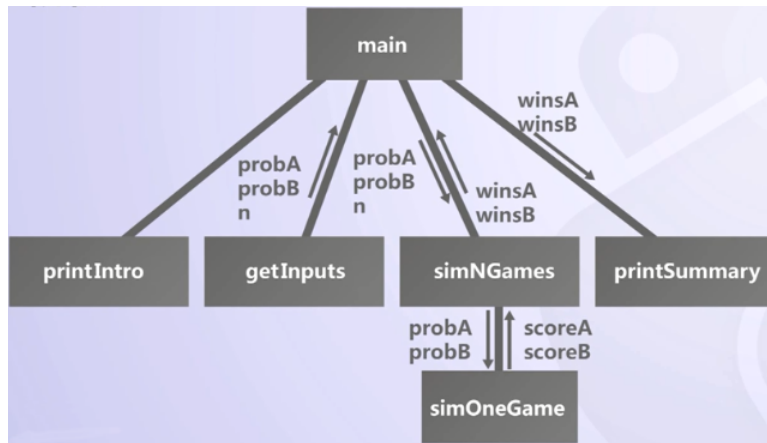 main
winsA
winsB
probA
probB
n
probA
probB
n
winsA
winsB
printIntro
getInputs
simNGames
printSummary
probA
probB
scoreA
scoreB
simOneGame